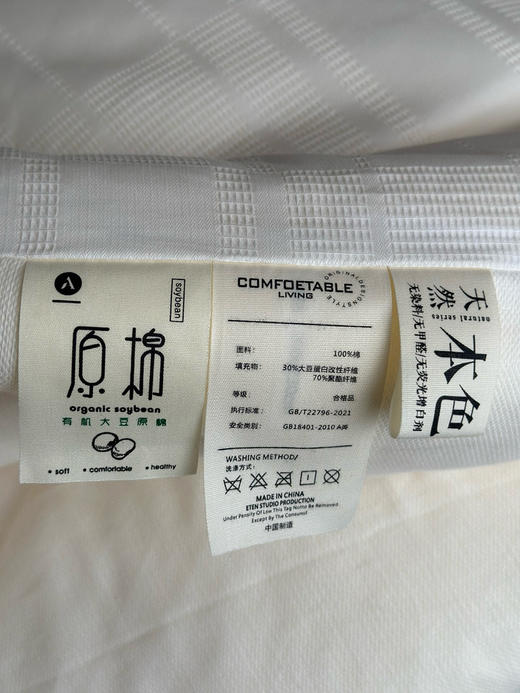 soybean
原棉
organic soybean
有机大豆原棉
• soft • comfortable • healthy
ORIGINALDESIGNSTYLE
COMFOETABLE
LIVING
面料: 100%棉
填充物: 30%大豆蛋白改性纤维
70%聚酯纤维
等级: 合格品
执行标准: GB/T22796-2021
安全类别: GB18401-2010 A类
WASHING METHOD/
洗涤方式:
MADE IN CHINA
ETEN STUDIO PRODUCTION
Under Penalty Of Low This Tag Notto Be Removed
Except By The Consunof
中国制造
天然
本色
natural series
无染料/无甲醛/无荧光增白剂